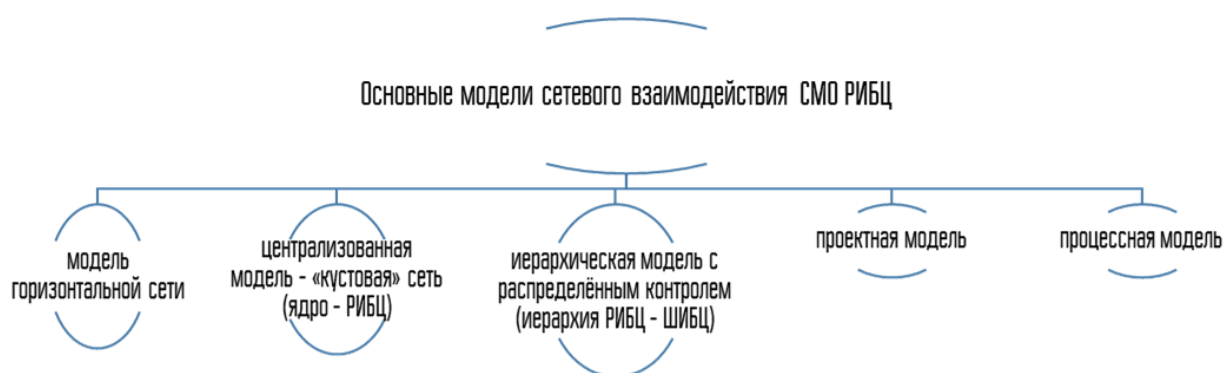 Основные модели сетевого взаимодействия СМО РИБЦ
модель
горизонтальной сети
централизованная
модель - «кустовая» сеть
(ядро - РИБЦ)
иерархическая модель с
распределённым контролем
(иерархия РИБЦ - ШИБЦ)
проектная модель
процессная модель